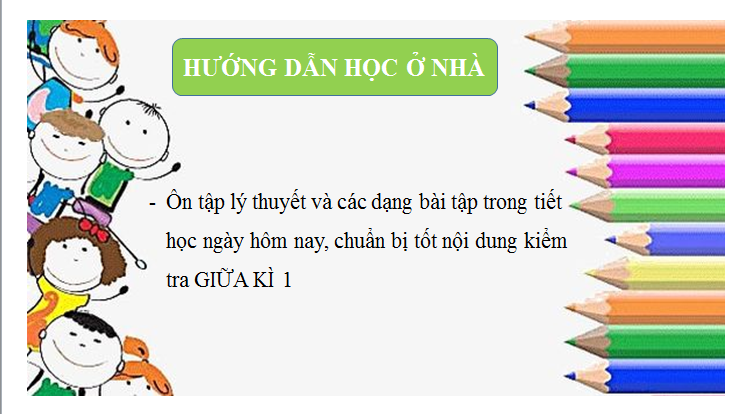 HƯỚNG DẪN HỌC Ở NHÀ
- Ôn tập lý thuyết và các dạng bài tập trong tiết
học ngày hôm nay, chuẩn bị tốt nội dung kiểm
tra GIỮA KÌ 1